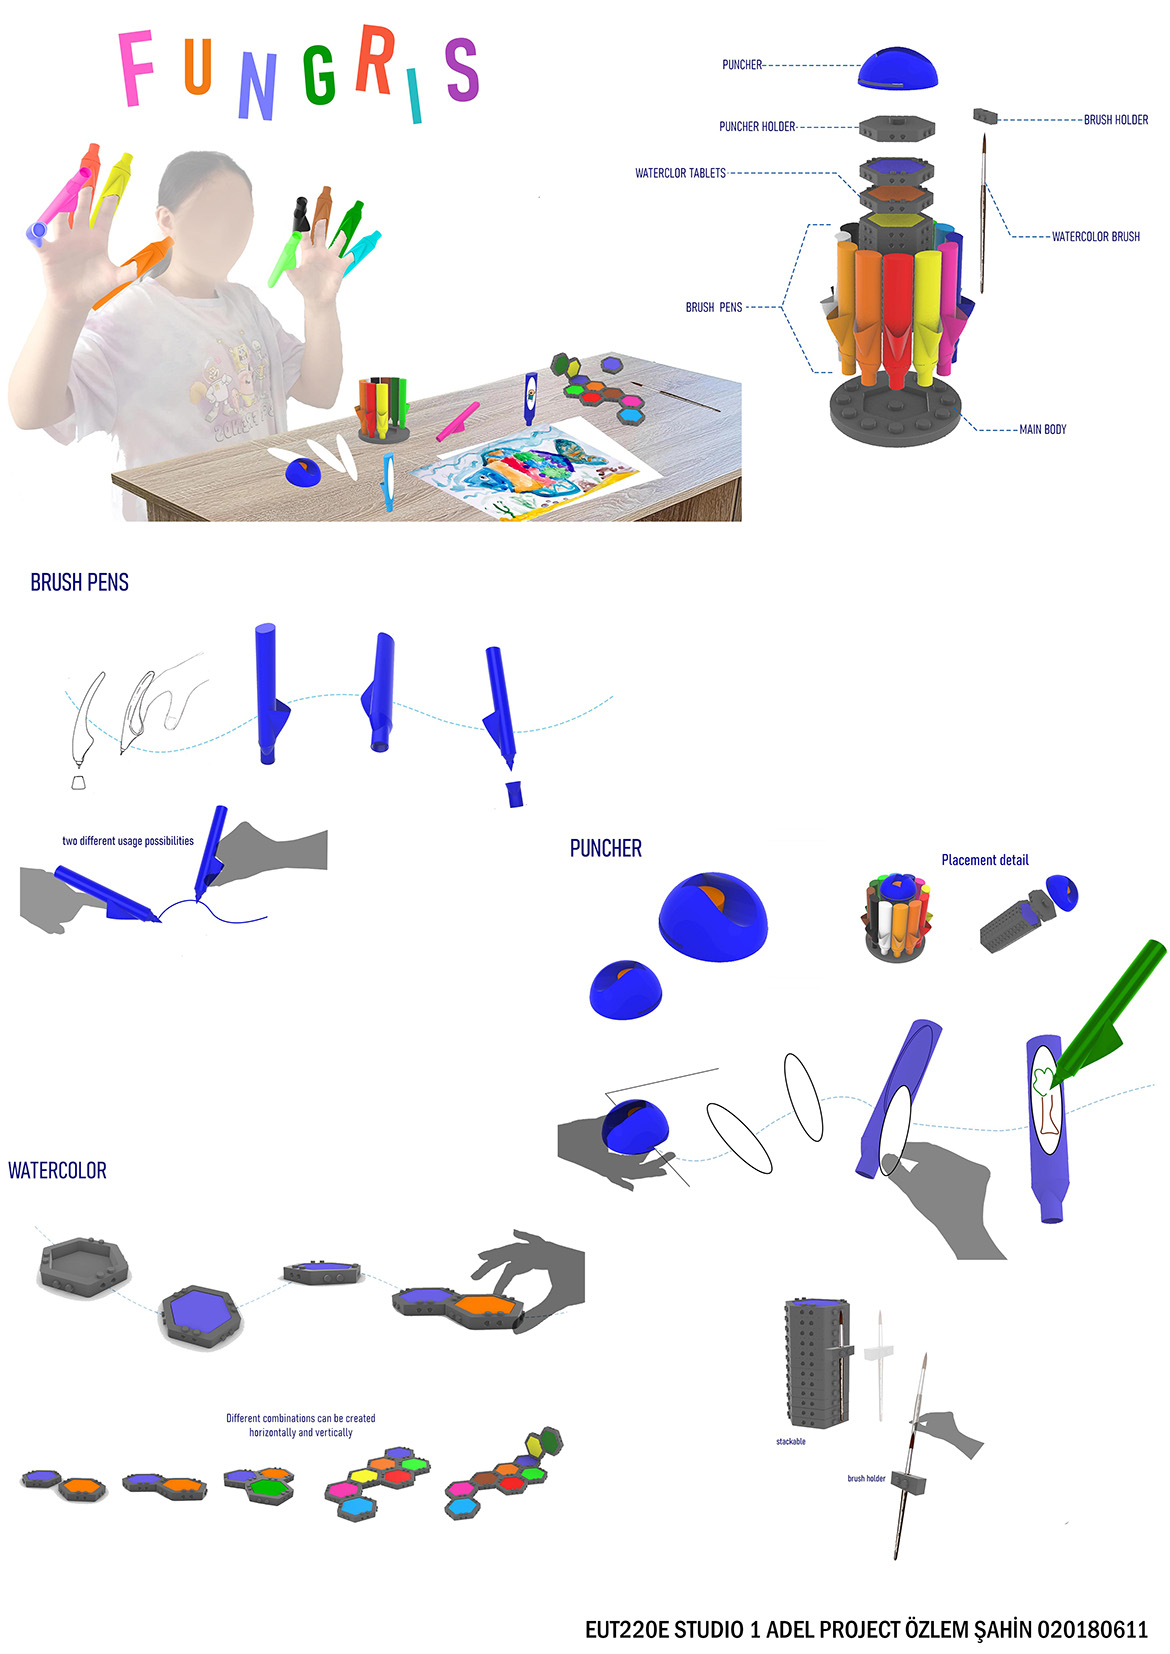 FUNGRIS
PUNCHER
PUNCHER HOLDER
BRUSH HOLDER
WATERCLOR TABLETS
WATERCOLOR BRUSH
BRUSH PENS
MAIN BODY
BRUSH PENS
two different usage possibilities
PUNCHER
Placement detail
WATERCOLOR
Different combinations can be created
horizontally and vertically
stackable
brush holder
EUT220E STUDIO 1 ADEL PROJECT ÖZLEM ŞAHİN 020180611